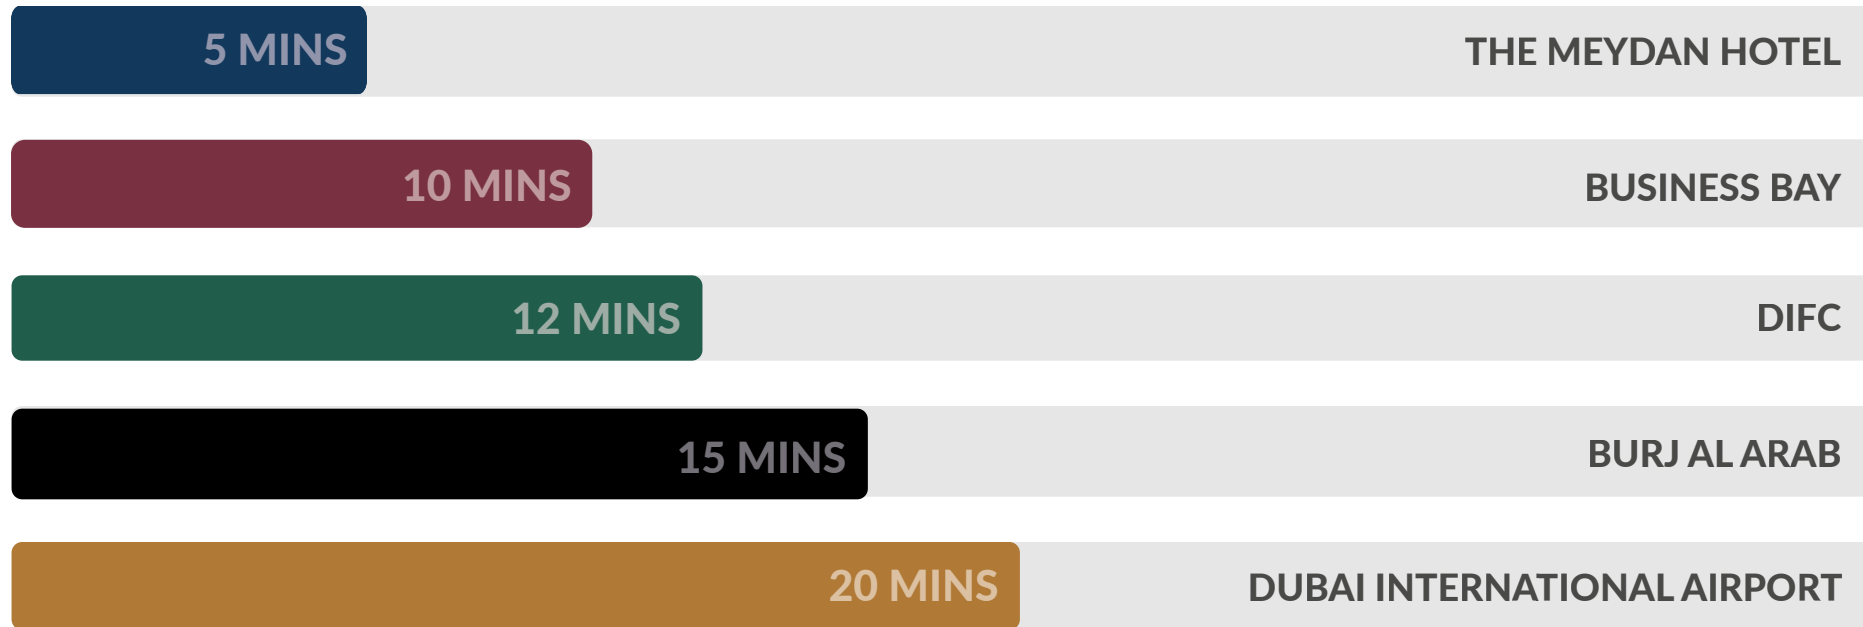 5 MINS THE MEYDAN HOTEL
10 MINS BUSINESS BAY
12 MINS DIFC
15 MINS BURJ AL ARAB
20 MINS DUBAI INTERNATIONAL AIRPORT